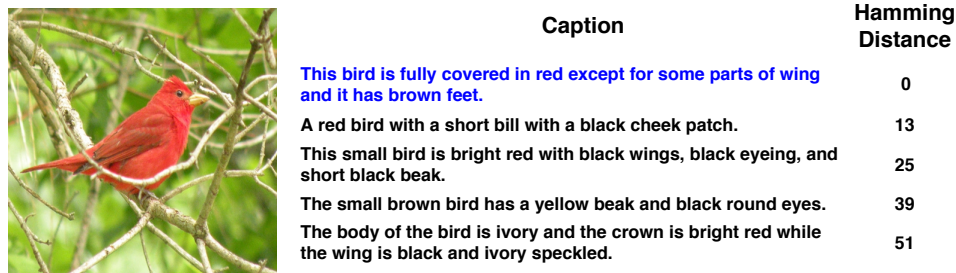 Caption
Hamming
Distance
This bird is fully covered in red except for some parts of wing
and it has brown feet.
0
A red bird with a short bill with a black cheek patch.
13
This small bird is bright red with black wings, black eyeing, and
short black beak.
25
The small brown bird has a yellow beak and black round eyes.
39
The body of the bird is ivory and the crown is bright red while
the wing is black and ivory speckled.
51